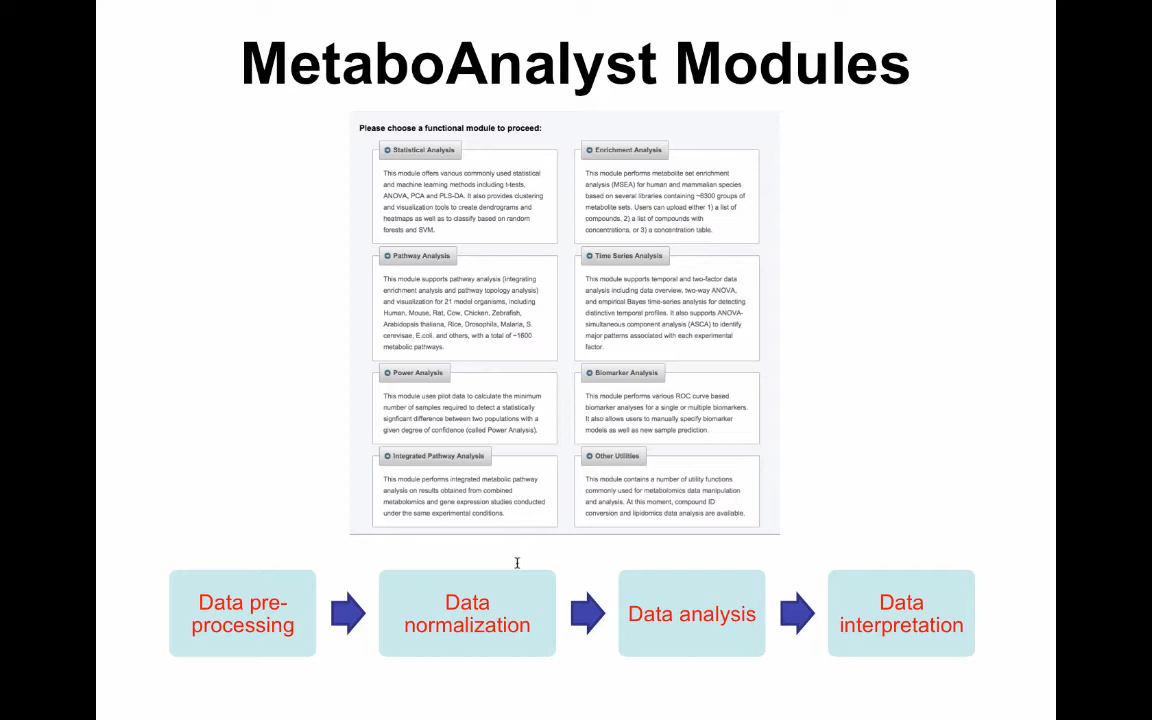 MetaboAnalyst Modules
Please choose a functional module to proceed:
Statistical Analysis
This module offers various commonly used statistical
and machine learning methods including t-tests,
ANOVA, PCA and PLS-DA. It also provides clustering
and visualization tools to create dendrograms and
heatmaps as well as to classify based on random
forests and SVM.
Enrichment Analysis
This module performs metabolite set enrichment
analysis (MSEA) for human and mammalian species
based on several libraries containing ~6300 groups of
metabolite sets. Users can upload either 1) a list of
compounds, 2) a list of compounds with
concentrations, or 3) a concentration table.
Pathway Analysis
This module supports pathway analysis (integrating
enrichment analysis and pathway topology analysis)
and visualization for 21 model organisms, including
Human, Mouse, Rat, Cow, Chicken, Zebrafish,
Arabidopsis thaliana, Rice, Drosophila, Malaria, S.
cerevisae, E.coli. and others, with a total of ~1600
metabolic pathways.
Time Series Analysis
This module supports temporal and two-factor data
analysis including data overview, two-way ANOVA,
and empirical Bayes time-series analysis for detecting
distinctive temporal profiles. It also supports ANOVA-
simultaneous component analysis (ASCA) to identify
major patterns associated with each experimental
factor.
Power Analysis
This module uses pilot data to calculate the minimum
number of samples required to detect a statistically
signficant difference between two populations with a
given degree of confidence (called Power Analysis).
Biomarker Analysis
This module performs various ROC curve based
biomarker analyses for a single or multiple biomarkers.
It also allows users to manually specify biomarker
models as well as new sample prediction.
Integrated Pathway Analysis
This module performs integrated metabolic pathway
analysis on results obtained from combined
metabolomics and gene expression studies conducted
under the same experimental conditions.
Other Utilities
This module contains a number of utility functions
commonly used for metabolomics data manipulation
and analysis. At this moment, compound ID
conversion and lipidomics data analysis are available.
Data pre-
processing
Data
normalization
Data analysis
Data
interpretation